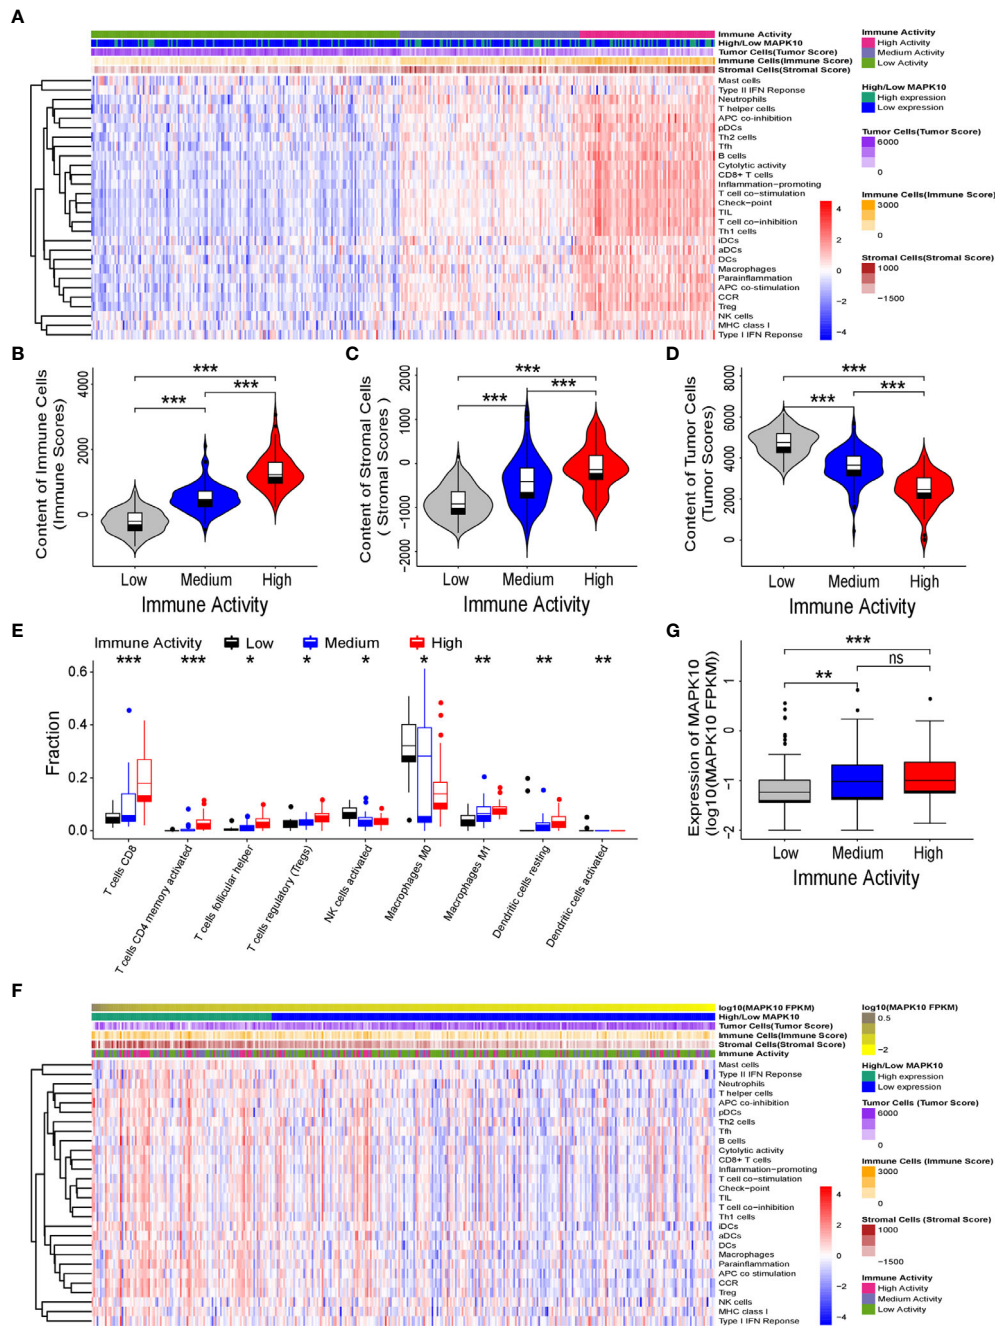 A
Immune Activity
High/Low MAPK10
Tumor Cells(Tumor Score)
Immune Cells(Immune Score)
Stromal Cells(Stromal Score)
Mast cells
Type II IFN Reponse
Neutrophils
T helper cells
APC co-inhibition
pDCs
Th2 cells
Tfh
B cells
Cytolytic activity
CD8+ T cells
Inflammation-promoting
T cell co-stimulation
Check-point
TIL
T cell co-inhibition
Th1 cells
iDCs
aDCs
DCs
Macrophages
Parainflammation
APC co-stimulation
CCR
Treg
NK cells
MHC class I
Type I IFN Reponse
4
2
0
-2
-4
Immune Activity
High Activity
Medium Activity
Low Activity
High/Low MAPK10
High expression
Low expression
Tumor Cells(Tumor Score)
6000
0
Immune Cells(Immune Score)
3000
0
Stromal Cells(Stromal Score)
1000
-1500
B
Content of Immune Cells
(Immune Scores)
4000
2000
0
***
***
***
Low Medium High
Immune Activity
C
Content of Stromal Cells
( Stromal Scores )
2000
1000
0
-1000
-2000
***
***
***
Low Medium High
Immune Activity
D
Content of Tumor Cells
(Tumor Scores)
8000
6000
4000
2000
0
***
***
***
Low Medium High
Immune Activity
E
Immune Activity Low Medium High
*** *** * * * * ** ** **
Fraction
0.6
0.4
0.2
0.0
T cells CD8
T cells CD4 memory activated
T cells follicular helper
T cells regulatory (Tregs)
NK cells activated
Macrophages M0
Macrophages M1
Dendritic cells resting
Dendritic cells activated
G
Expression of MAPK10
(log10(MAPK10 FPKM))
1
0
-1
-2
***
**
ns
Low Medium High
Immune Activity
F
log10(MAPK10 FPKM)
High/Low MAPK10
Tumor Cells(Tumor Score)
Immune Cells(Immune Score)
Stromal Cells(Stromal Score)
Immune Activity
Mast cells
Type II IFN Reponse
Neutrophils
T helper cells
APC co-inhibition
pDCs
Th2 cells
Tfh
B cells
Cytolytic activity
CD8+ T cells
Inflammation-promoting
T cell co-stimulation
Check-point
TIL
T cell co-inhibition
Th1 cells
iDCs
aDCs
DCs
Macrophages
Parainflammation
APC co stimulation
CCR
Treg
NK cells
MHC class I
Type I IFN Reponse
4
2
0
-2
-4
log10(MAPK10 FPKM)
0.5
-2
High/Low MAPK10
High expression
Low expression
Tumor Cells (Tumor Score)
6000
0
Immune Cells (Immune Score)
3000
0
Stromal Cells (Stromal Score)
1000
-1500
Immune Activity
High Activity
Medium Activity
Low Activity